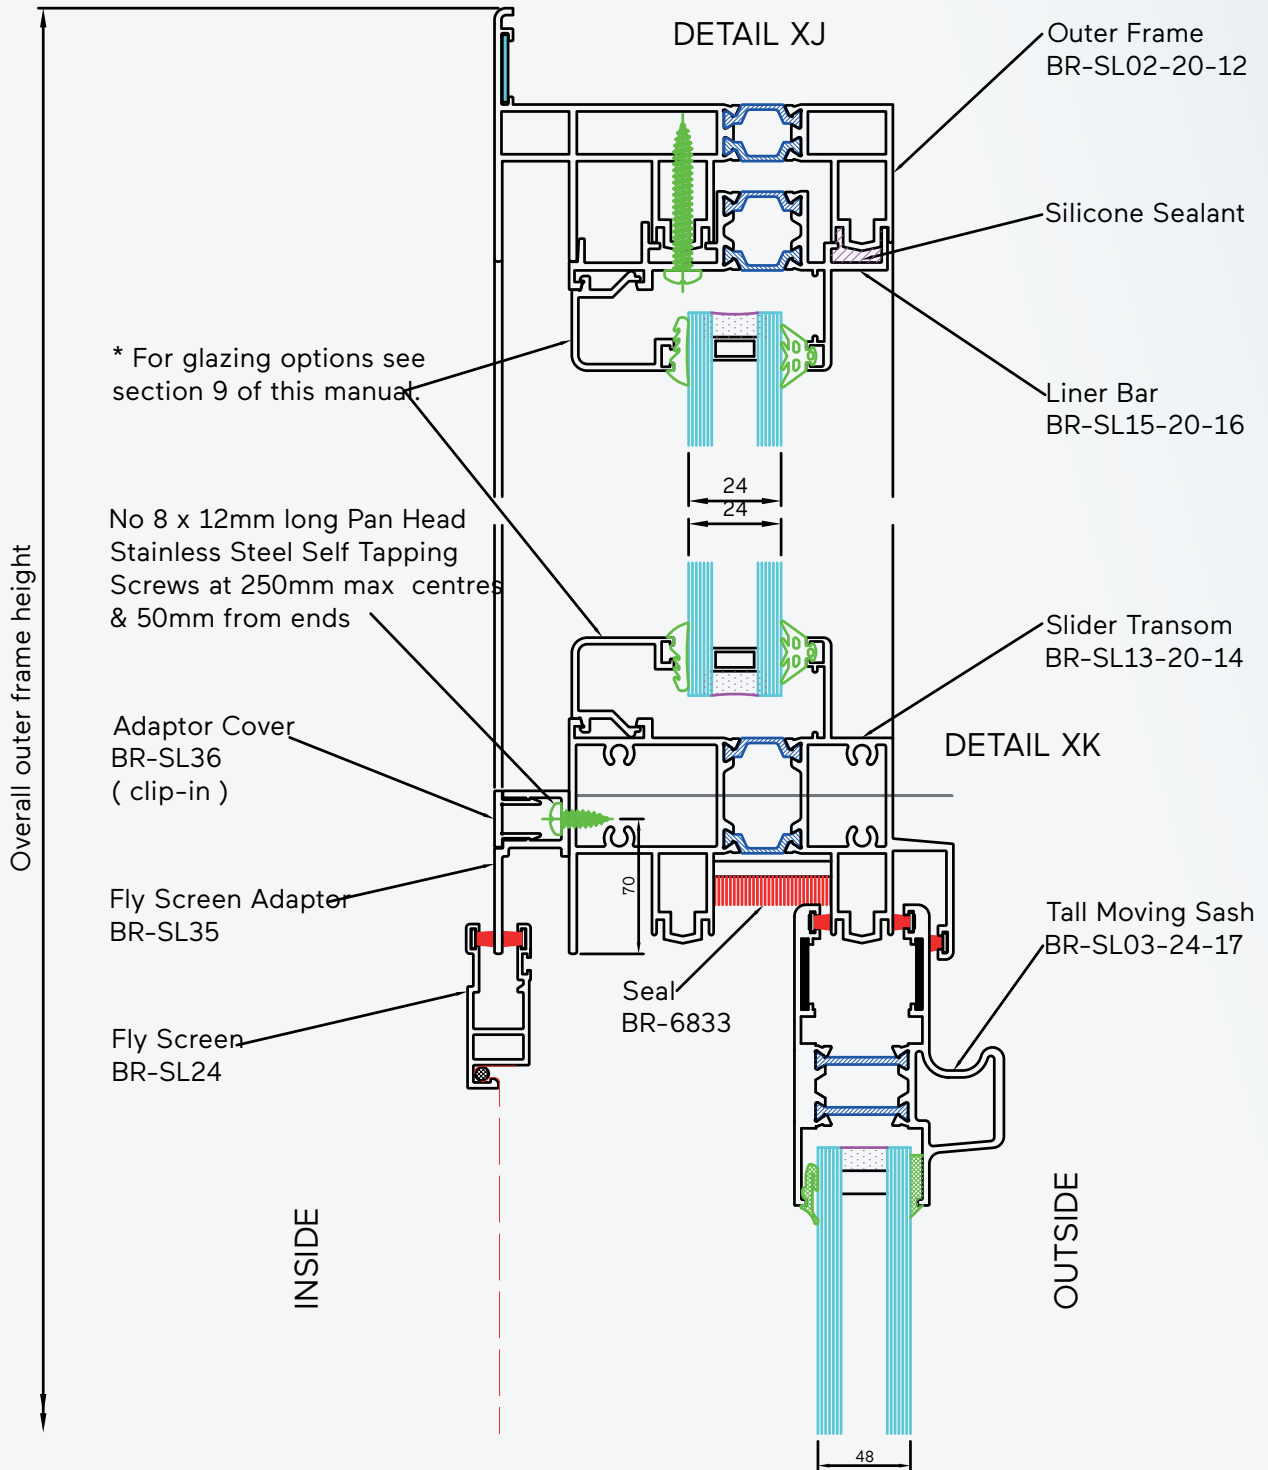 DETAIL XJ
Outer Frame
BR-SL02-20-12
Silicone Sealant
* For glazing options see
section 9 of this manual.
Liner Bar
BR-SL15-20-16
24
24
No 8 x 12mm long Pan Head
Stainless Steel Self Tapping
Screws at 250mm max centres
& 50mm from ends
Overall outer frame height
Slider Transom
BR-SL13-20-14
Adaptor Cover
BR-SL36
( clip-in )
DETAIL XK
70
Fly Screen Adaptor
BR-SL35
Tall Moving Sash
BR-SL03-24-17
Seal
BR-6833
Fly Screen
BR-SL24
INSIDE
OUTSIDE
48